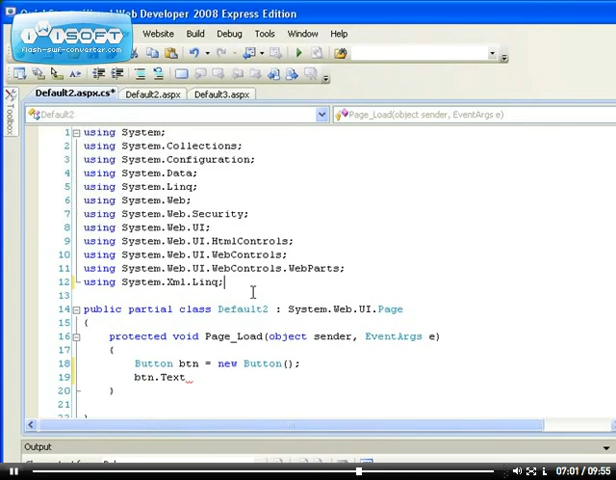 Visual Web Developer 2008 Express Edition
iWiSOFT
flash-swf-converter.com
Website Build Debug Tools Window Help
Default2.aspx.cs* Default2.aspx Default3.aspx
Toolbox
Default2 Page_Load(object sender, EventArgs e)
1 using System;
2 using System.Collections;
3 using System.Configuration;
4 using System.Data;
5 using System.Linq;
6 using System.Web;
7 using System.Web.Security;
8 using System.Web.UI;
9 using System.Web.UI.HtmlControls;
10 using System.Web.UI.WebControls;
11 using System.Web.UI.WebControls.WebParts;
12 using System.Xml.Linq;
13
14 public partial class Default2 : System.Web.UI.Page
15 {
16 protected void Page_Load(object sender, EventArgs e)
17 {
18 Button btn = new Button();
19 btn.Text
20 }
21
22 }
Output
07:01 / 09:55